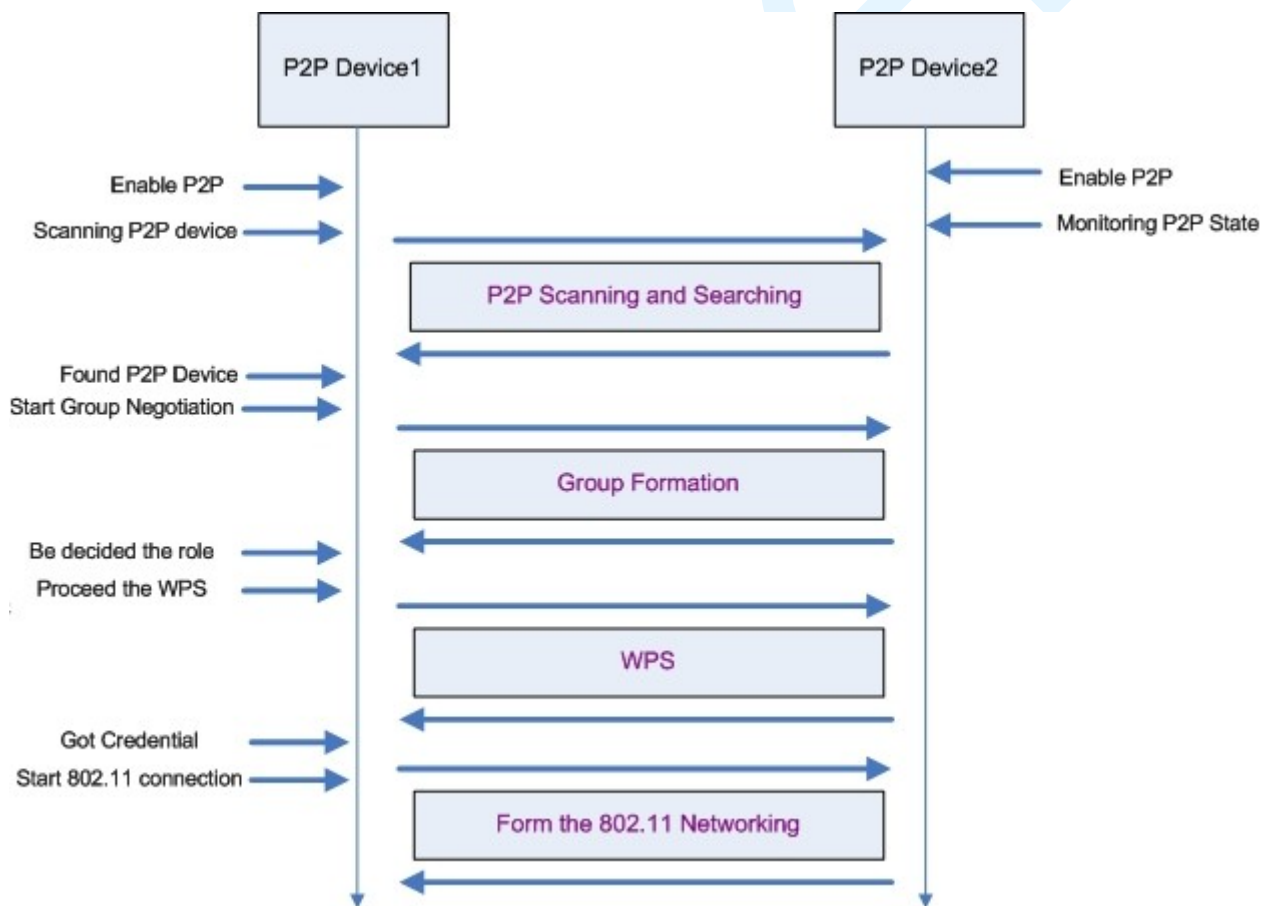 P2P Device1
P2P Device2
Enable P2P
Enable P2P
Scanning P2P device
Monitoring P2P State
P2P Scanning and Searching
Found P2P Device
Start Group Negotiation
Group Formation
Be decided the role
Proceed the WPS
WPS
Got Credential
Start 802.11 connection
Form the 802.11 Networking